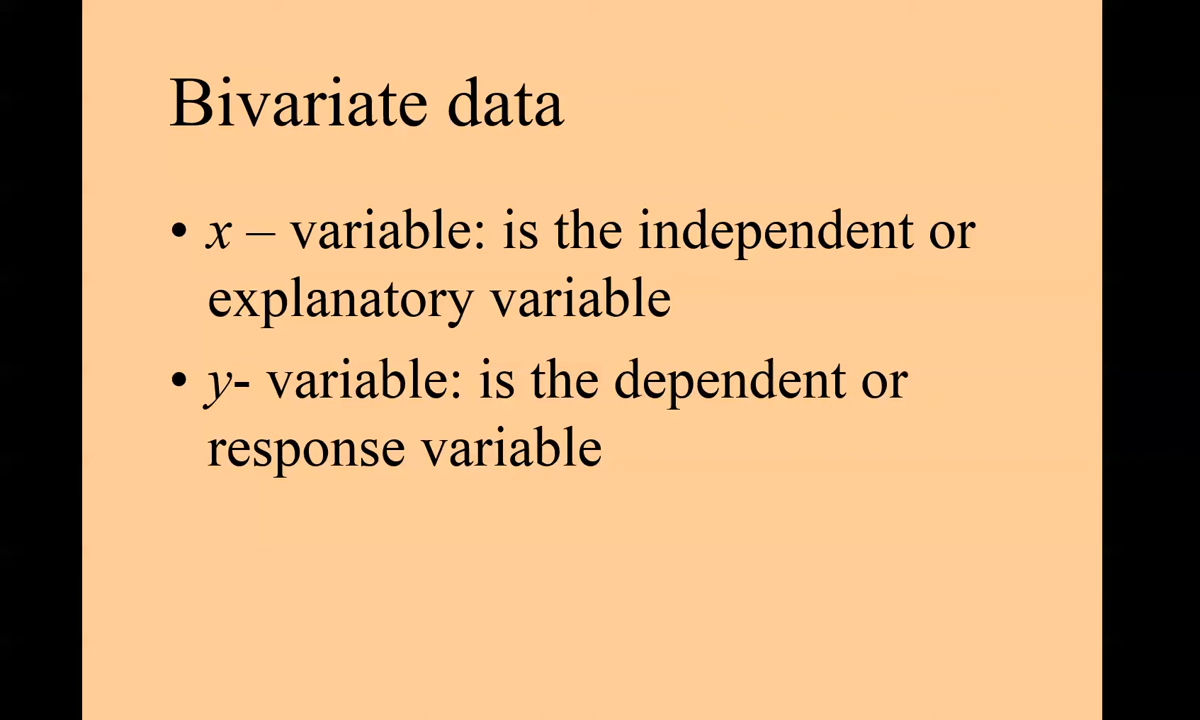 Bivariate data
• x – variable: is the independent or
explanatory variable
• y- variable: is the dependent or
response variable